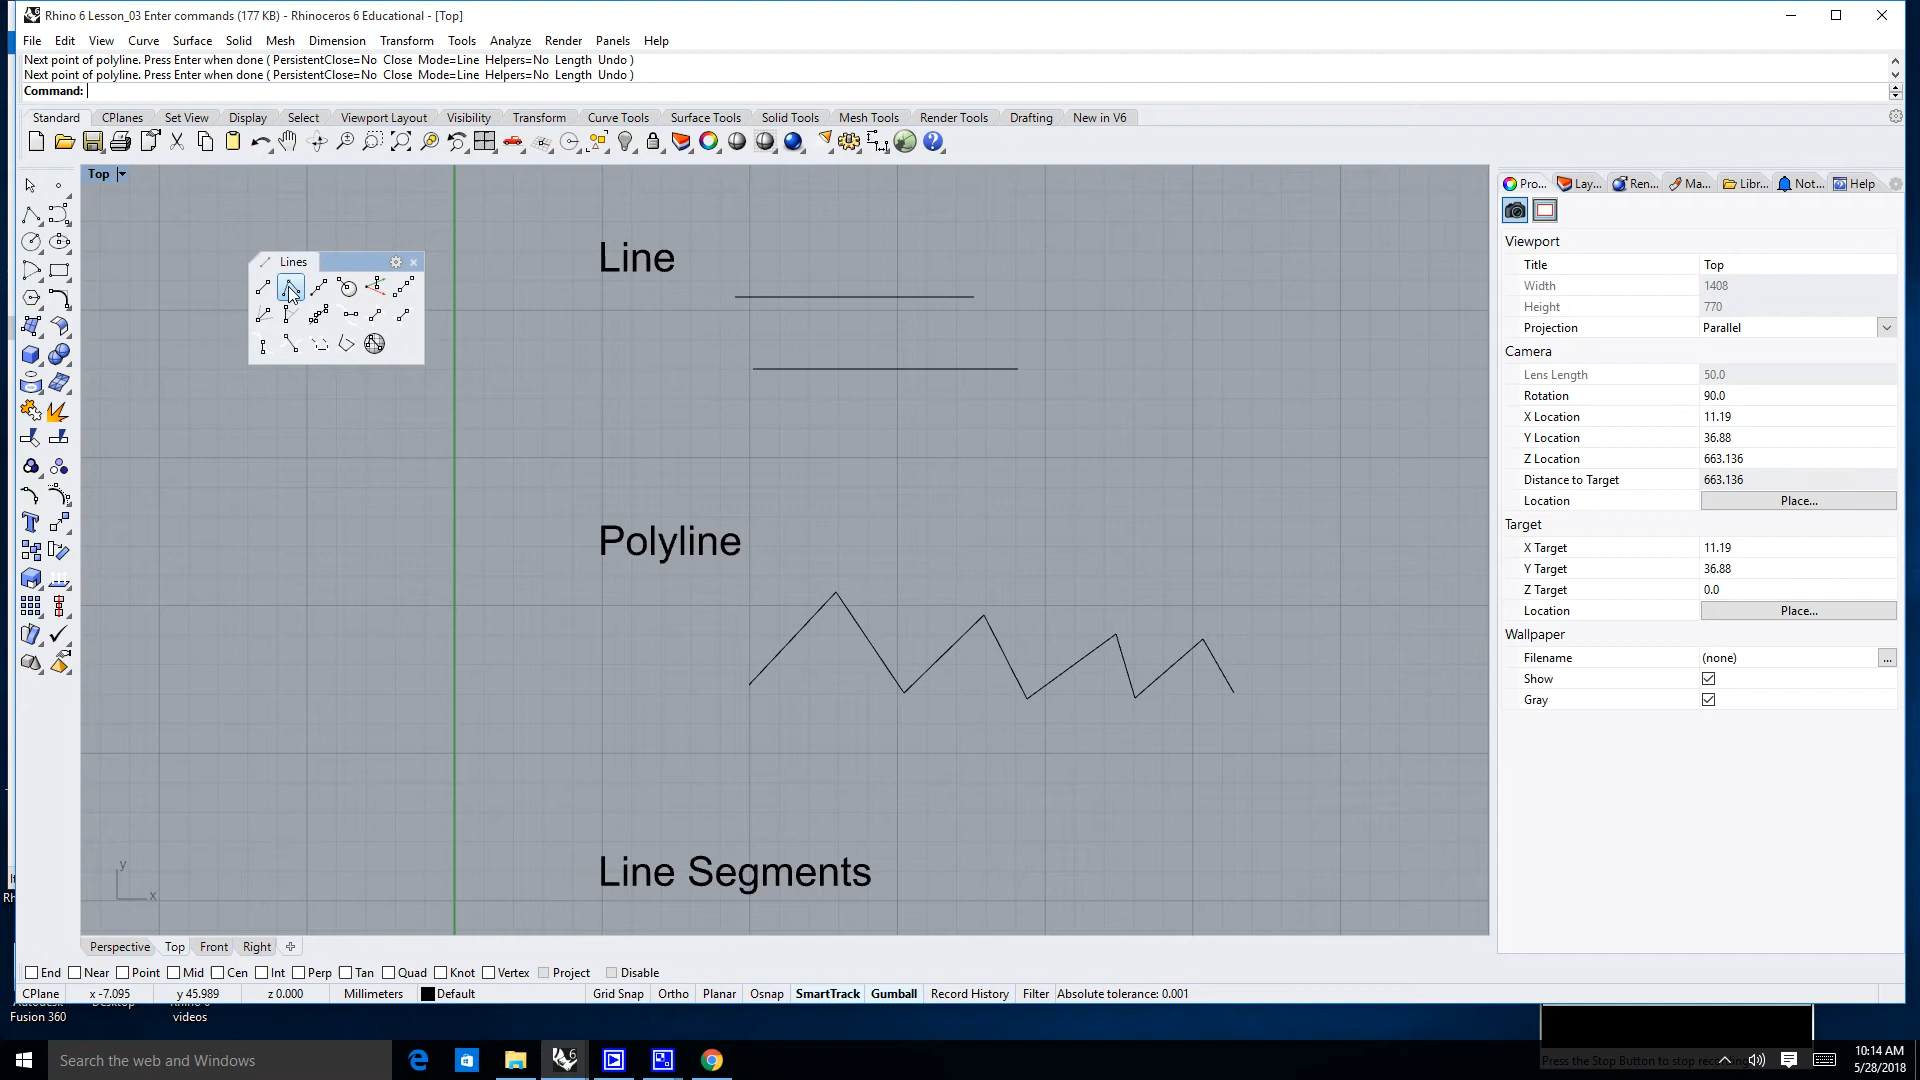 Rhino 6 Lesson_03 Enter commands (177 KB) - Rhinoceros 6 Educational - [Top]
File Edit View Curve Surface Solid Mesh Dimension Transform Tools Analyze Render Panels Help
Next point of polyline. Press Enter when done ( PersistentClose=No Close Mode=Line Helpers=No Length Undo )
Next point of polyline. Press Enter when done ( PersistentClose=No Close Mode=Line Helpers=No Length Undo )
Command:
Standard CPlanes Set View Display Select Viewport Layout Visibility Transform Curve Tools Surface Tools Solid Tools Mesh Tools Render Tools Drafting New in V6
Top
Pro... Lay... Ren... Ma... Libr... Not... Help
Lines
Line
Polyline
Line Segments
y
x
Viewport
Title Top
Width 1408
Height 770
Projection Parallel
Camera
Lens Length 50.0
Rotation 90.0
X Location 11.19
Y Location 36.88
Z Location 663.136
Distance to Target 663.136
Location Place...
Target
X Target 11.19
Y Target 36.88
Z Target 0.0
Location Place...
Wallpaper
Filename (none) ...
Show
Gray
Perspective Top Front Right
End Near Point Mid Cen Int Perp Tan Quad Knot Vertex Project Disable
CPlane x -7.095 y 45.989 z 0.000 Millimeters Default Grid Snap Ortho Planar Osnap SmartTrack Gumball Record History Filter Absolute tolerance: 0.001
Fusion 360 videos
Search the web and Windows
Press the Stop Button to stop
10:14 AM
5/28/2018